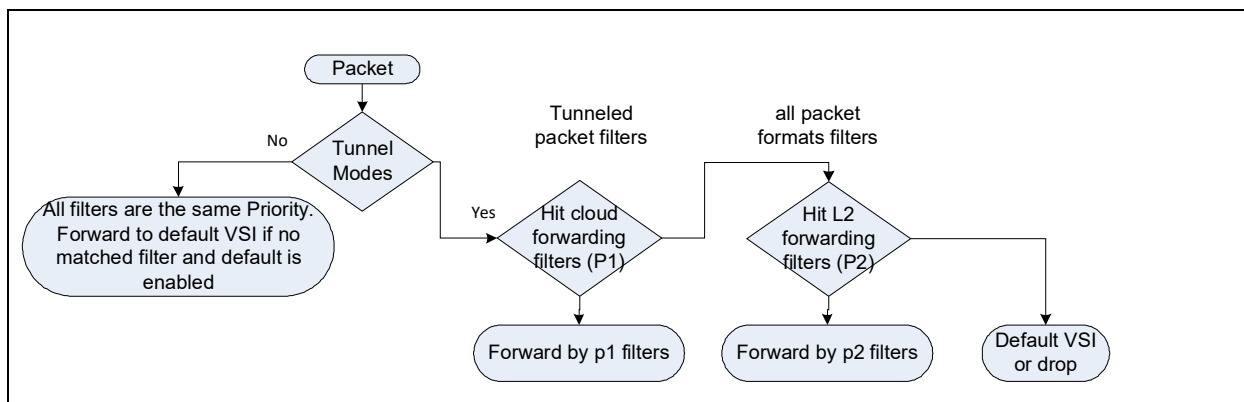 Packet
Tunneled
packet filters
all packet
formats filters
No
Tunnel
Modes
All filters are the same Priority.
Forward to default VSI if no
matched filter and default is
enabled
Yes
Hit cloud
forwarding
filters (P1)
Hit L2
forwarding
filters (P2)
Forward by p1 filters
Forward by p2 filters
Default VSI
or drop